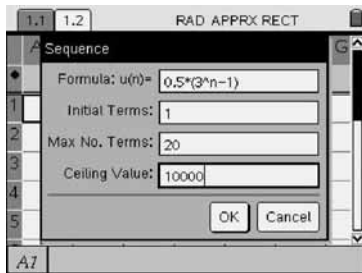 1.1 1.2 RAD APPRX RECT
A Sequence G
Formula: u(n)= 0.5*(3^n-1)
1 Initial Terms: 1
2 Max No. Terms: 20
3
4 Ceiling Value: 10000
5 OK Cancel
A1